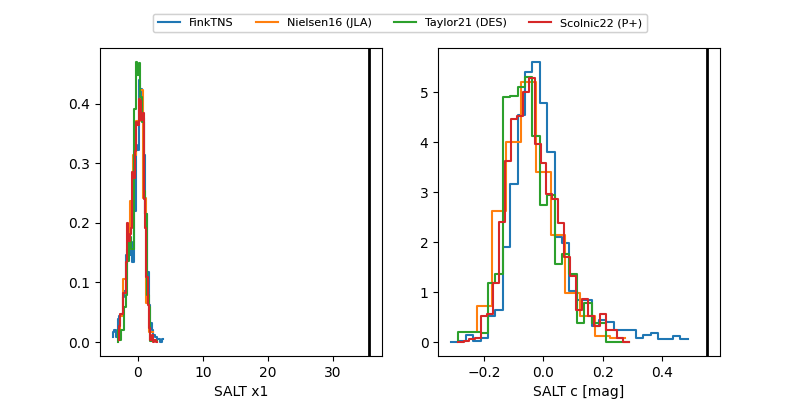 FinkTNS Nielsen16 (JLA) Taylor21 (DES) Scolnic22 (P+)
0.4
0.3
0.2
0.1
0.0
0 10 20 30
SALT x1
5
4
3
2
1
0
−0.2 0.0 0.2 0.4
SALT c [mag]